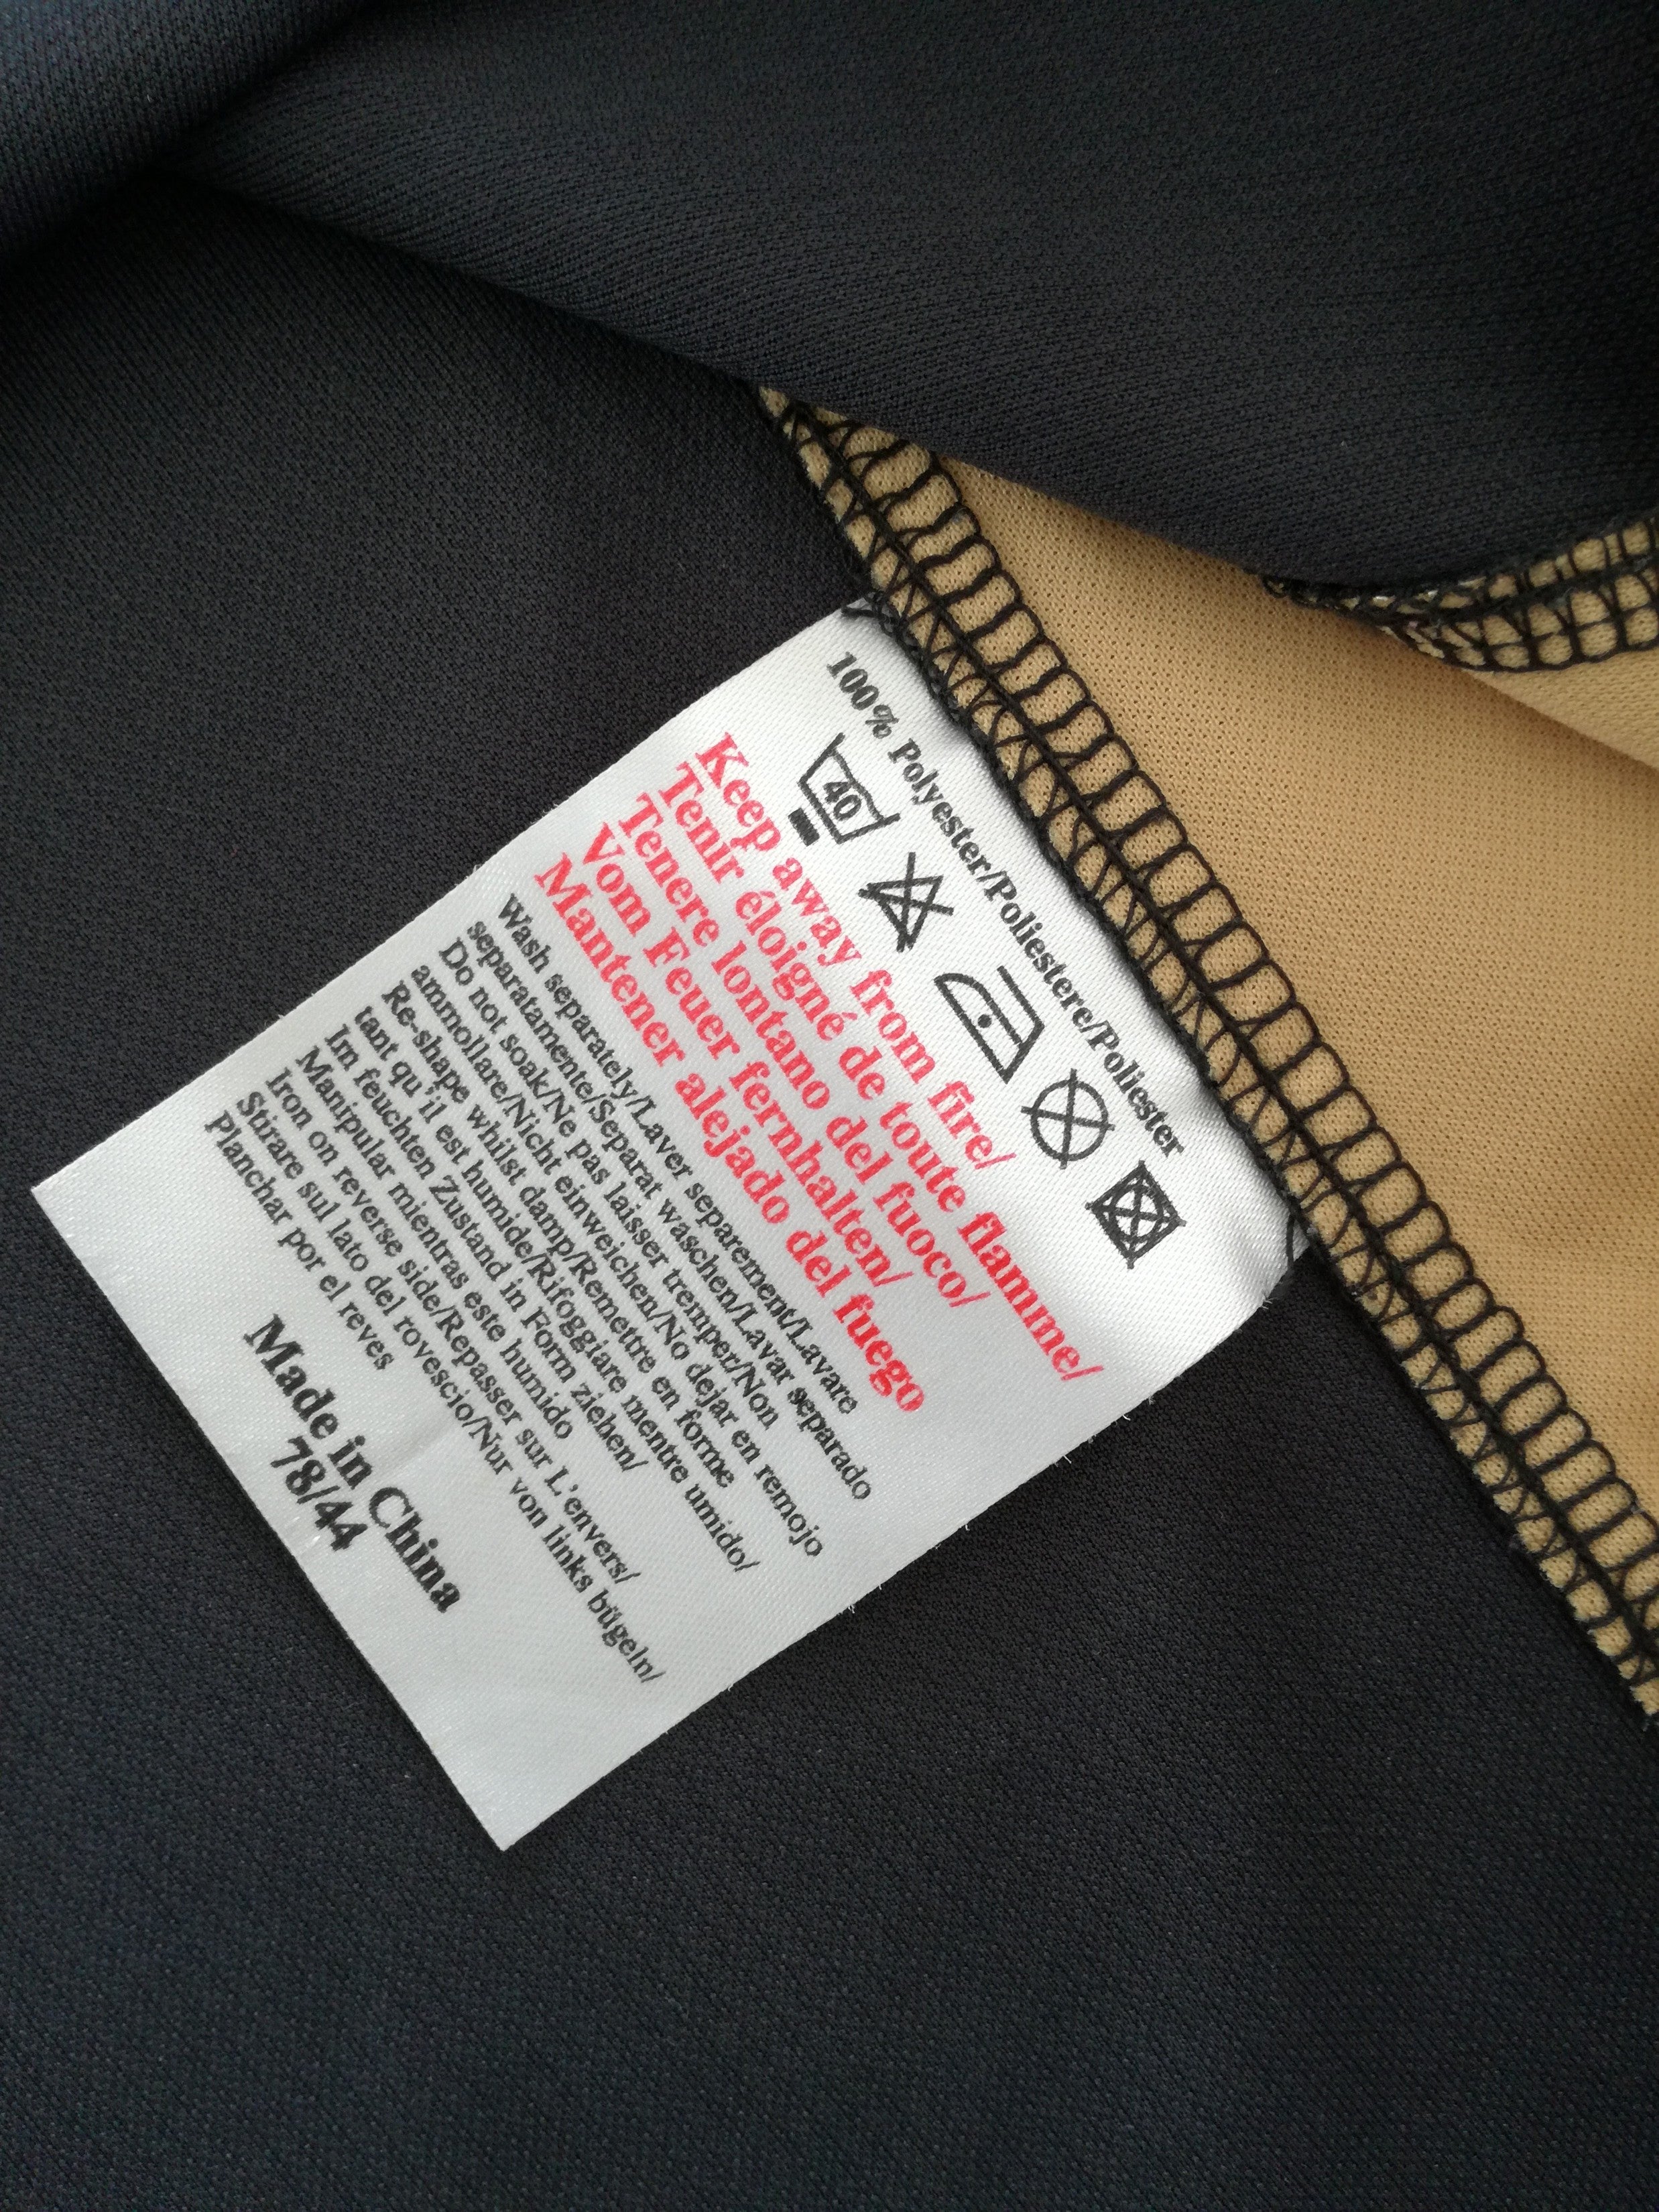 100% Polyester/Poliestere/Poliester
40
Keep away from fire/
Tenir éloigné de toute flamme/
Tenere lontano del fuoco/
Vom Feuer fernhalten/
Mantener alejado del fuego
Wash separately/Laver separement/Lavare
separatamente/Separat waschen/Lavar separado
Do not soak/Ne pas laisser tremper/Non
ammollare/Nicht einweichen/No dejar en remojo
Re-shape whilst damp/Remettre en forme
tant qu'il est humide/Rifoggiare mentre umido/
Im feuchten Zustand in Form ziehen/
Manipular mientras este humido
Iron on reverse side/Repasser sur L'envers/
Stirare sul lato del rovescio/Nur von links bügeln/
Planchar por el reves
Made in China
78/44